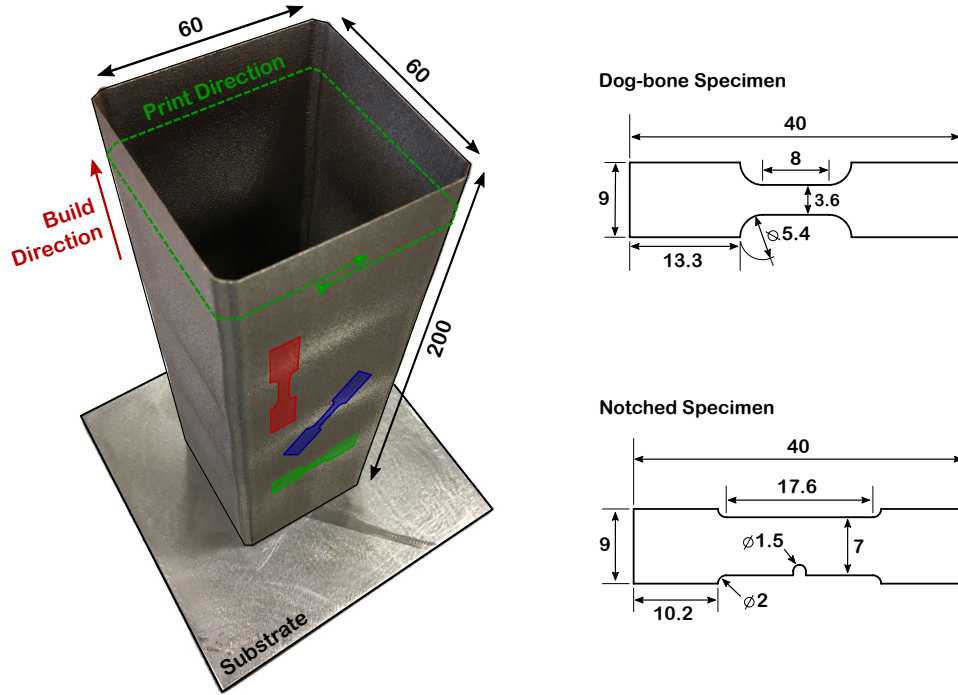 60
60
Print Direction
Build
Direction
200
Substrate
Dog-bone Specimen
40
8
9
3.6
⌀5.4
13.3
Notched Specimen
40
17.6
9
⌀1.5
7
10.2
⌀2